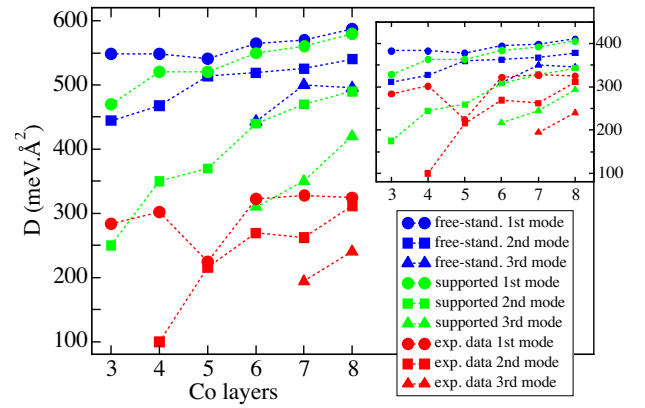 600
500
400
300
200
100
D (meV.Å²)
3 4 5 6 7 8
Co layers
400
300
200
100
3 4 5 6 7 8
free-stand. 1st mode
free-stand. 2nd mode
free-stand. 3rd mode
supported 1st mode
supported 2nd mode
supported 3rd mode
exp. data 1st mode
exp. data 2nd mode
exp. data 3rd mode